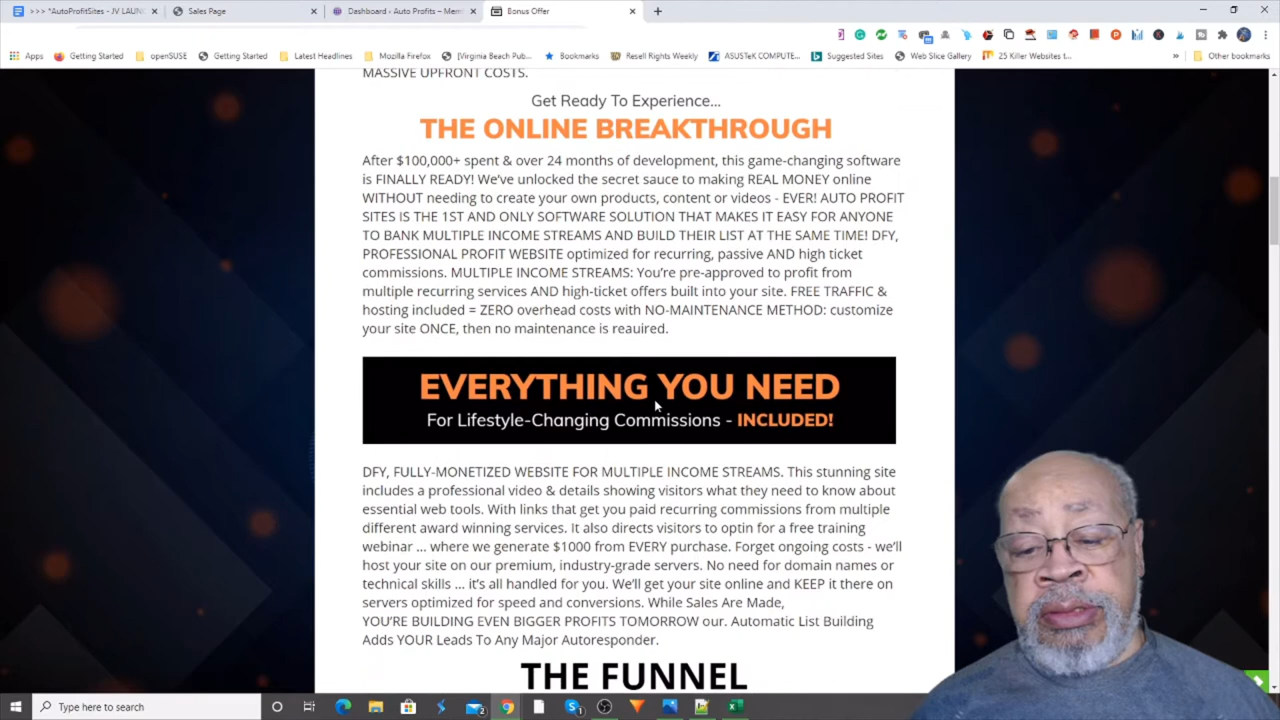 >>> *AutoProfitSites - JV LAUN
Sales Page
Dashboard - Auto Profits – Mem
Bonus Offer
Apps
Getting Started
openSUSE
Getting Started
Latest Headlines
Mozilla Firefox
[Virginia Beach Pub...
Bookmarks
Resell Rights Weekly
ASUSTeK COMPUTE...
Suggested Sites
Web Slice Gallery
25 Killer Websites t...
»
Other bookmarks
MASSIVE UPFRONT COSTS.
Get Ready To Experience...
THE ONLINE BREAKTHROUGH
After $100,000+ spent & over 24 months of development, this game-changing software
is FINALLY READY! We've unlocked the secret sauce to making REAL MONEY online
WITHOUT needing to create your own products, content or videos - EVER! AUTO PROFIT
SITES IS THE 1ST AND ONLY SOFTWARE SOLUTION THAT MAKES IT EASY FOR ANYONE
TO BANK MULTIPLE INCOME STREAMS AND BUILD THEIR LIST AT THE SAME TIME! DFY,
PROFESSIONAL PROFIT WEBSITE optimized for recurring, passive AND high ticket
commissions. MULTIPLE INCOME STREAMS: You're pre-approved to profit from
multiple recurring services AND high-ticket offers built into your site. FREE TRAFFIC &
hosting included = ZERO overhead costs with NO-MAINTENANCE METHOD: customize
your site ONCE, then no maintenance is reauired.
EVERYTHING YOU NEED
For Lifestyle-Changing Commissions - INCLUDED!
DFY, FULLY-MONETIZED WEBSITE FOR MULTIPLE INCOME STREAMS. This stunning site
includes a professional video & details showing visitors what they need to know about
essential web tools. With links that get you paid recurring commissions from multiple
different award winning services. It also directs visitors to optin for a free training
webinar ... where we generate $1000 from EVERY purchase. Forget ongoing costs - we'll
host your site on our premium, industry-grade servers. No need for domain names or
technical skills ... it's all handled for you. We'll get your site online and KEEP it there on
servers optimized for speed and conversions. While Sales Are Made,
YOU'RE BUILDING EVEN BIGGER PROFITS TOMORROW our. Automatic List Building
Adds YOUR Leads To Any Major Autoresponder.
THE FUNNEL
Type here to search